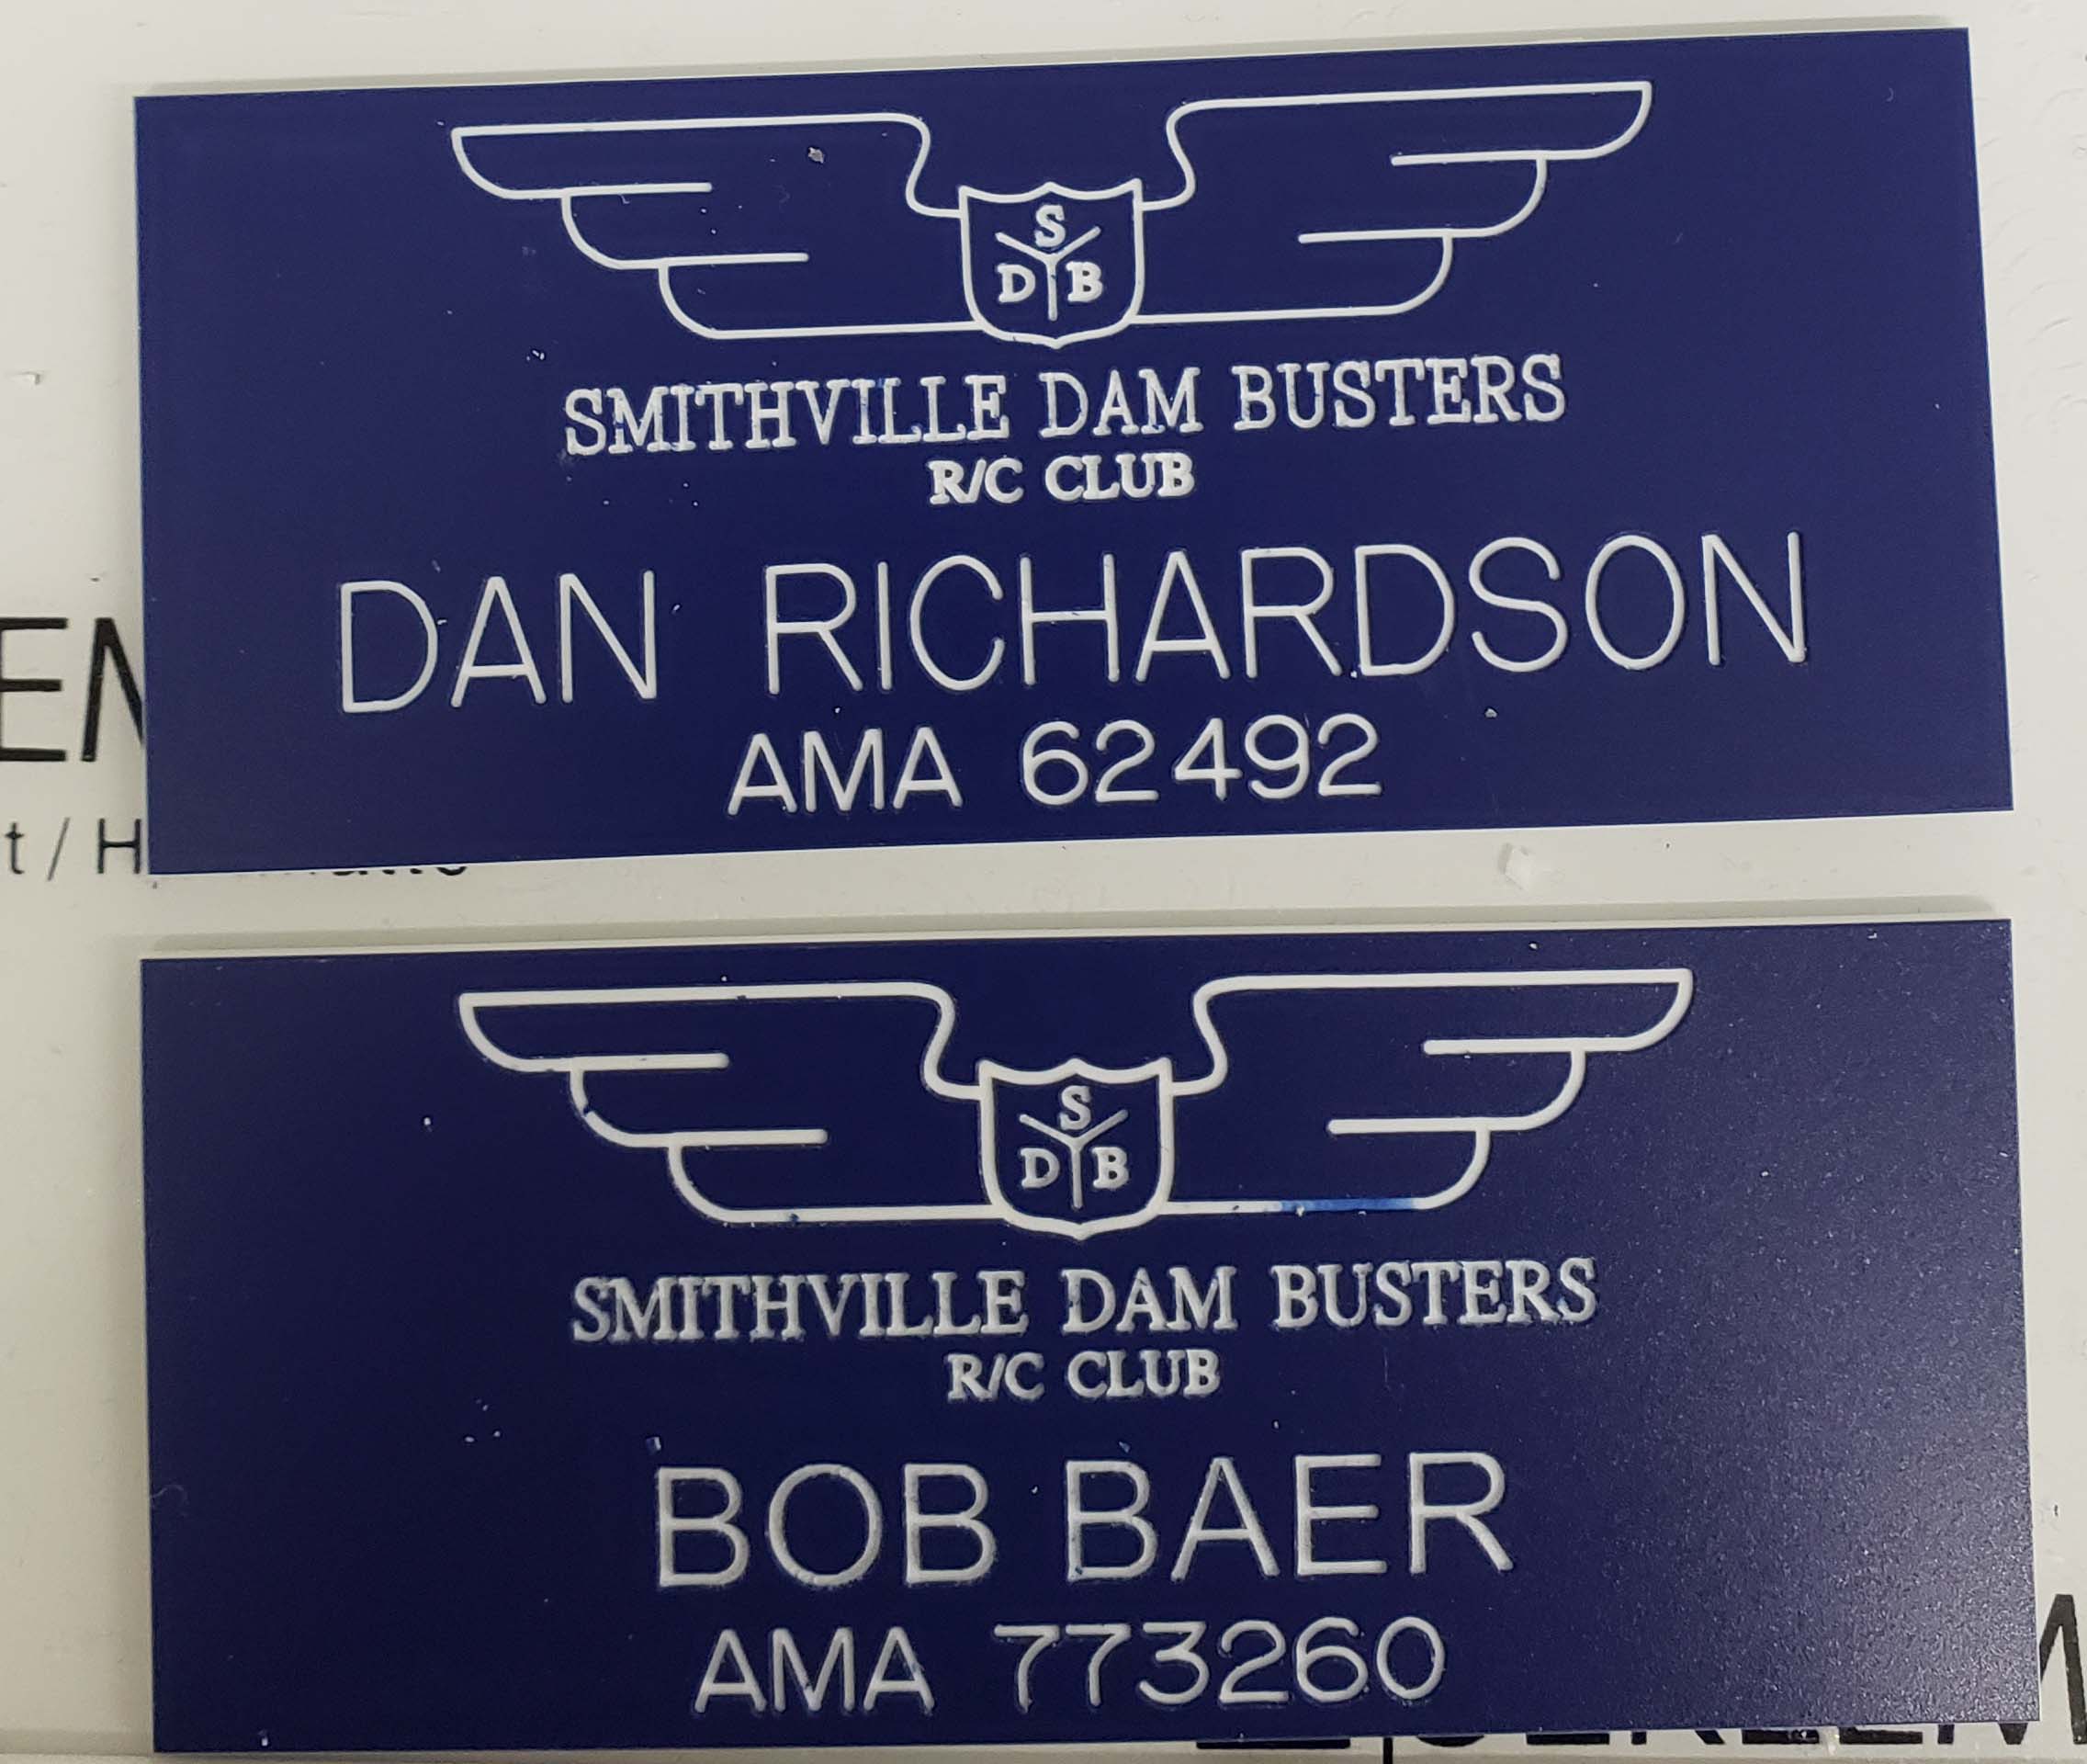 S
D B
SMITHVILLE DAM BUSTERS
R/C CLUB
DAN RICHARDSON
AMA 62492
t / H
S
D B
SMITHVILLE DAM BUSTERS
R/C CLUB
BOB BAER
AMA 773260